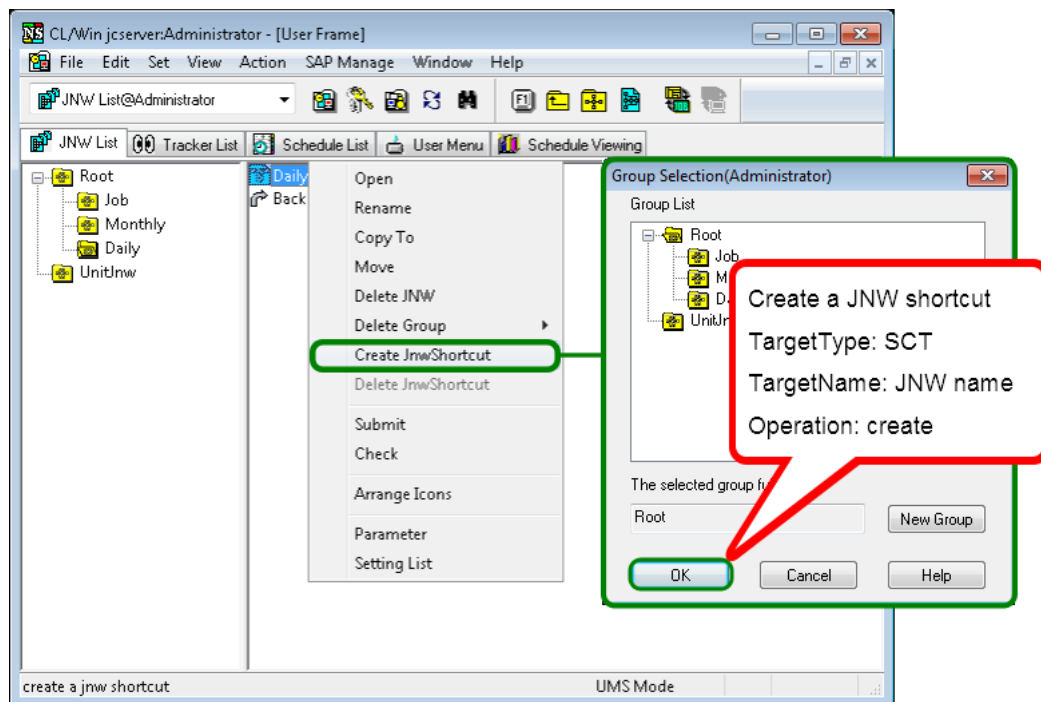 CL/Win jcserver:Administrator - [User Frame]
File Edit Set View Action SAP Manage Window Help
JNW List@Administrator
JNW List Tracker List Schedule List User Menu Schedule Viewing
Root
Job
Monthly
Daily
UnitJnw
Daily
Back
Open
Rename
Copy To
Move
Delete JNW
Delete Group
Create JnwShortcut
Delete JnwShortcut
Submit
Check
Arrange Icons
Parameter
Setting List
Group Selection(Administrator)
Group List
Root
Job
M
D
UnitJn
The selected group fu
Root
New Group
OK Cancel Help
Create a JNW shortcut
TargetType: SCT
TargetName: JNW name
Operation: create
create a jnw shortcut
UMS Mode